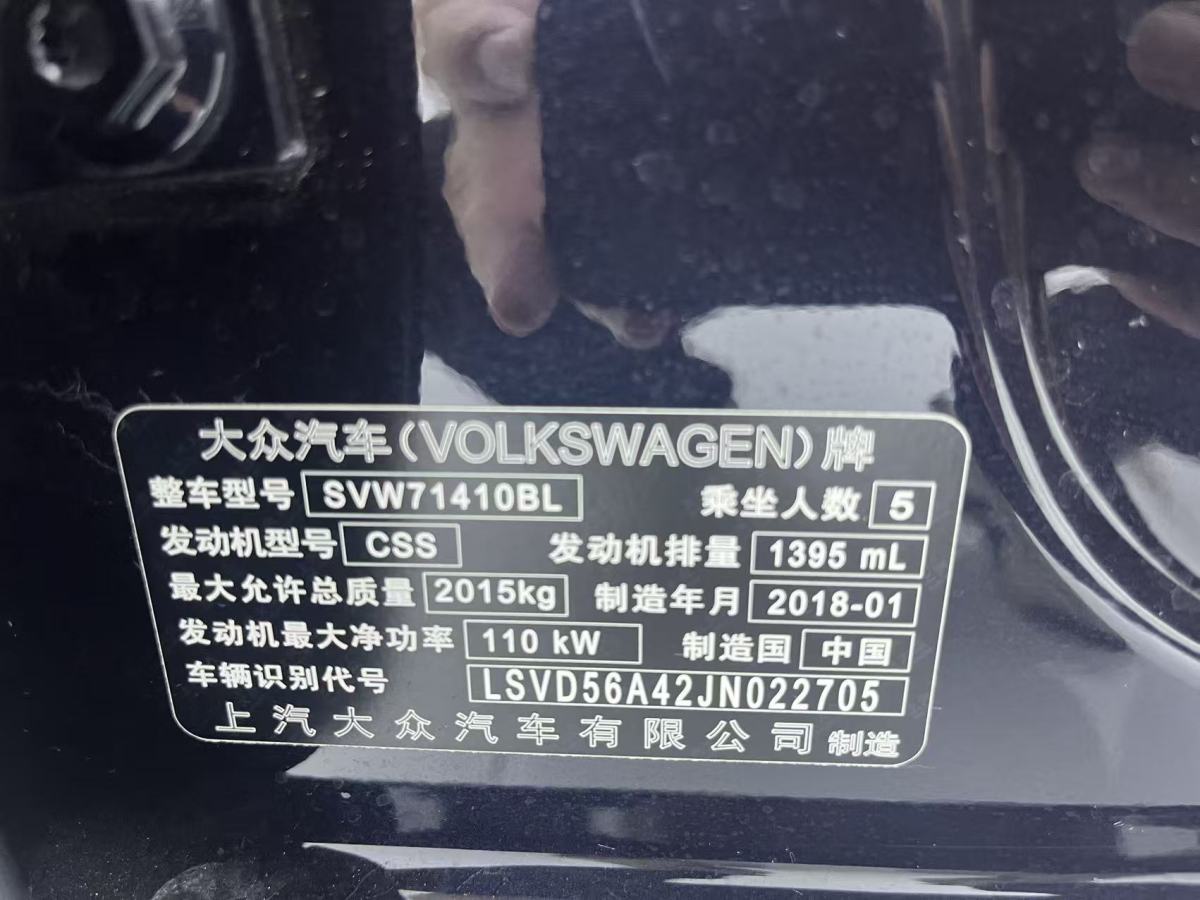 大众汽车(VOLKSWAGEN)牌
整车型号 SVW71410BL 乘坐人数 5
发动机型号 CSS 发动机排量 1395 mL
最大允许总质量 2015kg 制造年月 2018-01
发动机最大净功率 110 kW 制造国 中国
车辆识别代号 LSVD56A42JN022705
上汽大众汽车有限公司 制造